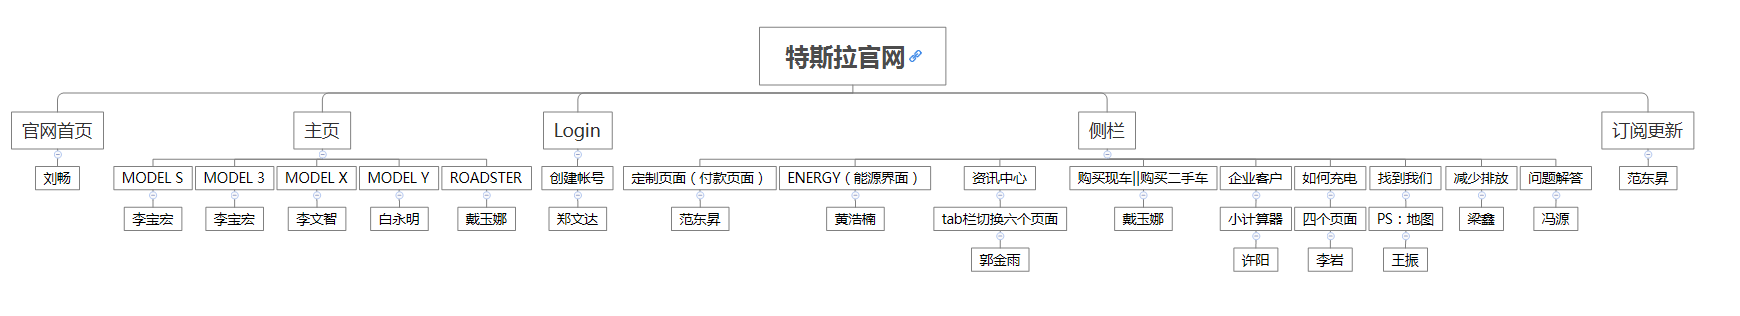 特斯拉官网
官网首页 主页 Login 侧栏 订阅更新
刘畅 MODEL S MODEL 3 MODEL X MODEL Y ROADSTER 创建帐号 定制页面（付款页面） ENERGY（能源界面） 资讯中心 购买现车||购买二手车 企业客户 如何充电 找到我们 减少排放 问题解答 范东昇
李宝宏 李宝宏 李文智 白永明 戴玉娜 郑文达 范东昇 黄浩楠 tab栏切换六个页面 戴玉娜 小计算器 四个页面 PS：地图 梁鑫 冯源
郭金雨 许阳 李岩 王振